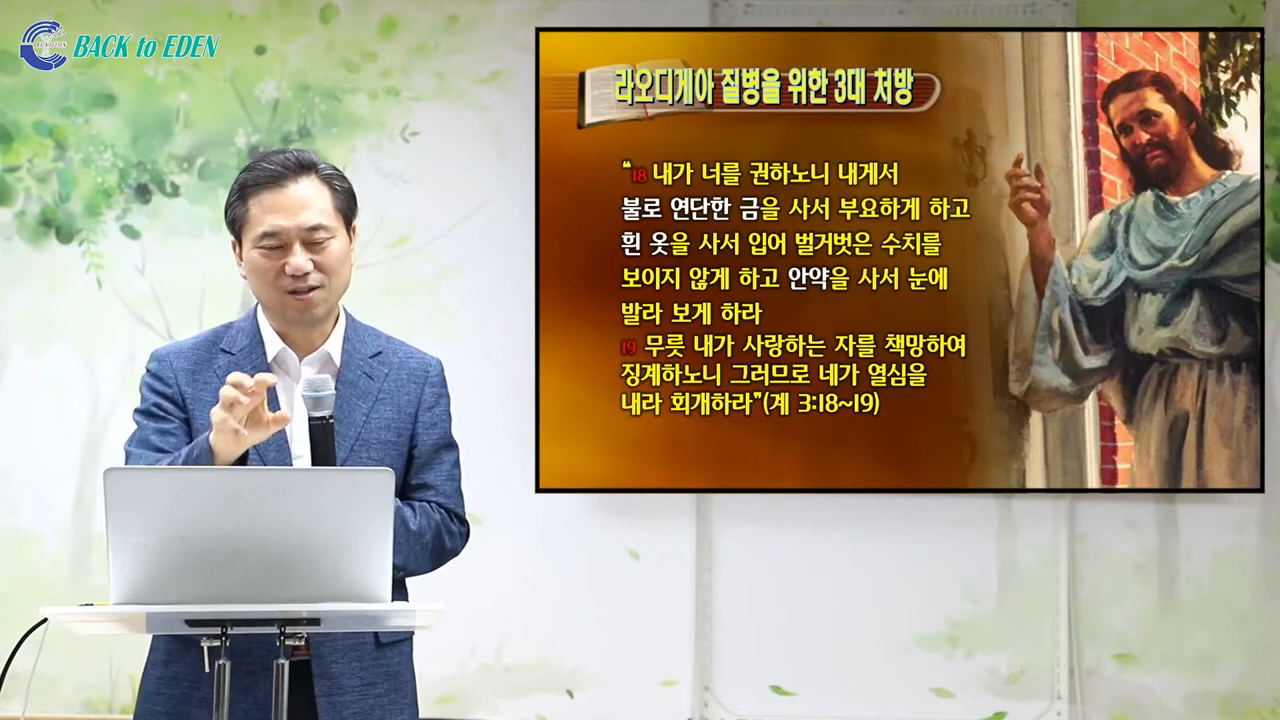 BACK to EDEN
라오디게아 질병을 위한 3대 처방
“18 내가 너를 권하노니 내게서
불로 연단한 금을 사서 부요하게 하고
흰 옷을 사서 입어 벌거벗은 수치를
보이지 않게 하고 안약을 사서 눈에
발라 보게 하라
19 무릇 내가 사랑하는 자를 책망하여
징계하노니 그러므로 네가 열심을
내라 회개하라”(계 3:18~19)